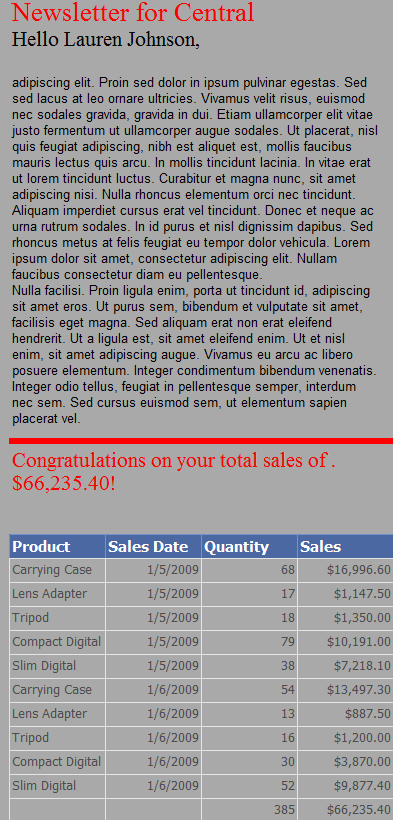 Newsletter for Central
Hello Lauren Johnson,
adipiscing elit. Proin sed dolor in ipsum pulvinar egestas. Sed
sed lacus at leo ornare ultricies. Vivamus velit risus, euismod
nec sodales gravida, gravida in dui. Etiam ullamcorper elit vitae
justo fermentum ut ullamcorper augue sodales. Ut placerat, nisl
quis feugiat adipiscing, nibh est aliquet est, mollis faucibus
mauris lectus quis arcu. In mollis tincidunt lacinia. In vitae erat
ut lorem tincidunt luctus. Curabitur et magna nunc, sit amet
adipiscing nisi. Nulla rhoncus elementum orci nec tincidunt.
Aliquam imperdiet cursus erat vel tincidunt. Donec et neque ac
urna rutrum sodales. In id purus et nisl dignissim dapibus. Sed
rhoncus metus at felis feugiat eu tempor dolor vehicula. Lorem
ipsum dolor sit amet, consectetur adipiscing elit. Nullam
faucibus consectetur diam eu pellentesque.
Nulla facilisi. Proin ligula enim, porta ut tincidunt id, adipiscing
sit amet eros. Ut purus sem, bibendum et vulputate sit amet,
facilisis eget magna. Sed aliquam erat non erat eleifend
hendrerit. Ut a ligula est, sit amet eleifend enim. Ut et nisl
enim, sit amet adipiscing augue. Vivamus eu arcu ac libero
posuere elementum. Integer condimentum bibendum venenatis.
Integer odio tellus, feugiat in pellentesque semper, interdum
nec sem. Sed cursus euismod sem, ut elementum sapien
placerat vel.
Congratulations on your total sales of .
$66,235.40!
Product Sales Date Quantity Sales
Carrying Case 1/5/2009 68 $16,996.60
Lens Adapter 1/5/2009 17 $1,147.50
Tripod 1/5/2009 18 $1,350.00
Compact Digital 1/5/2009 79 $10,191.00
Slim Digital 1/5/2009 38 $7,218.10
Carrying Case 1/6/2009 54 $13,497.30
Lens Adapter 1/6/2009 13 $887.50
Tripod 1/6/2009 16 $1,200.00
Compact Digital 1/6/2009 30 $3,870.00
Slim Digital 1/6/2009 52 $9,877.40
385 $66,235.40